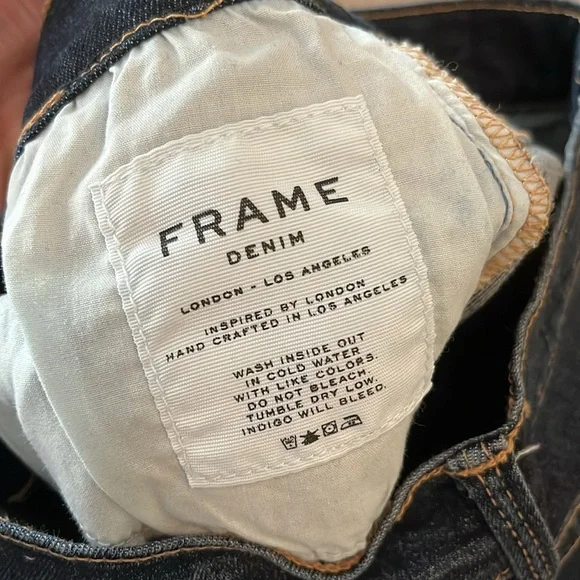 FRAME
DENIM
LONDON - LOS ANGELES
INSPIRED BY LONDON
HAND CRAFTED IN LOS ANGELES
WASH INSIDE OUT
IN COLD WATER
WITH LIKE COLORS.
DO NOT BLEACH.
TUMBLE DRY LOW.
INDIGO WILL BLEED.